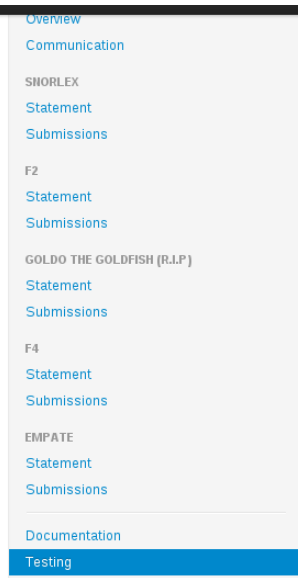 Overview
Communication
SNORLEX
Statement
Submissions
F2
Statement
Submissions
GOLDO THE GOLDFISH (R.I.P)
Statement
Submissions
F4
Statement
Submissions
EMPATE
Statement
Submissions
Documentation
Testing